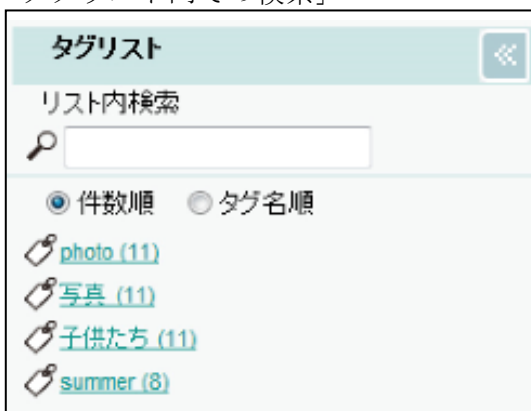 タグリスト
リスト内検索
件数順 タグ名順
photo (11)
写真 (11)
子供たち (11)
summer (8)